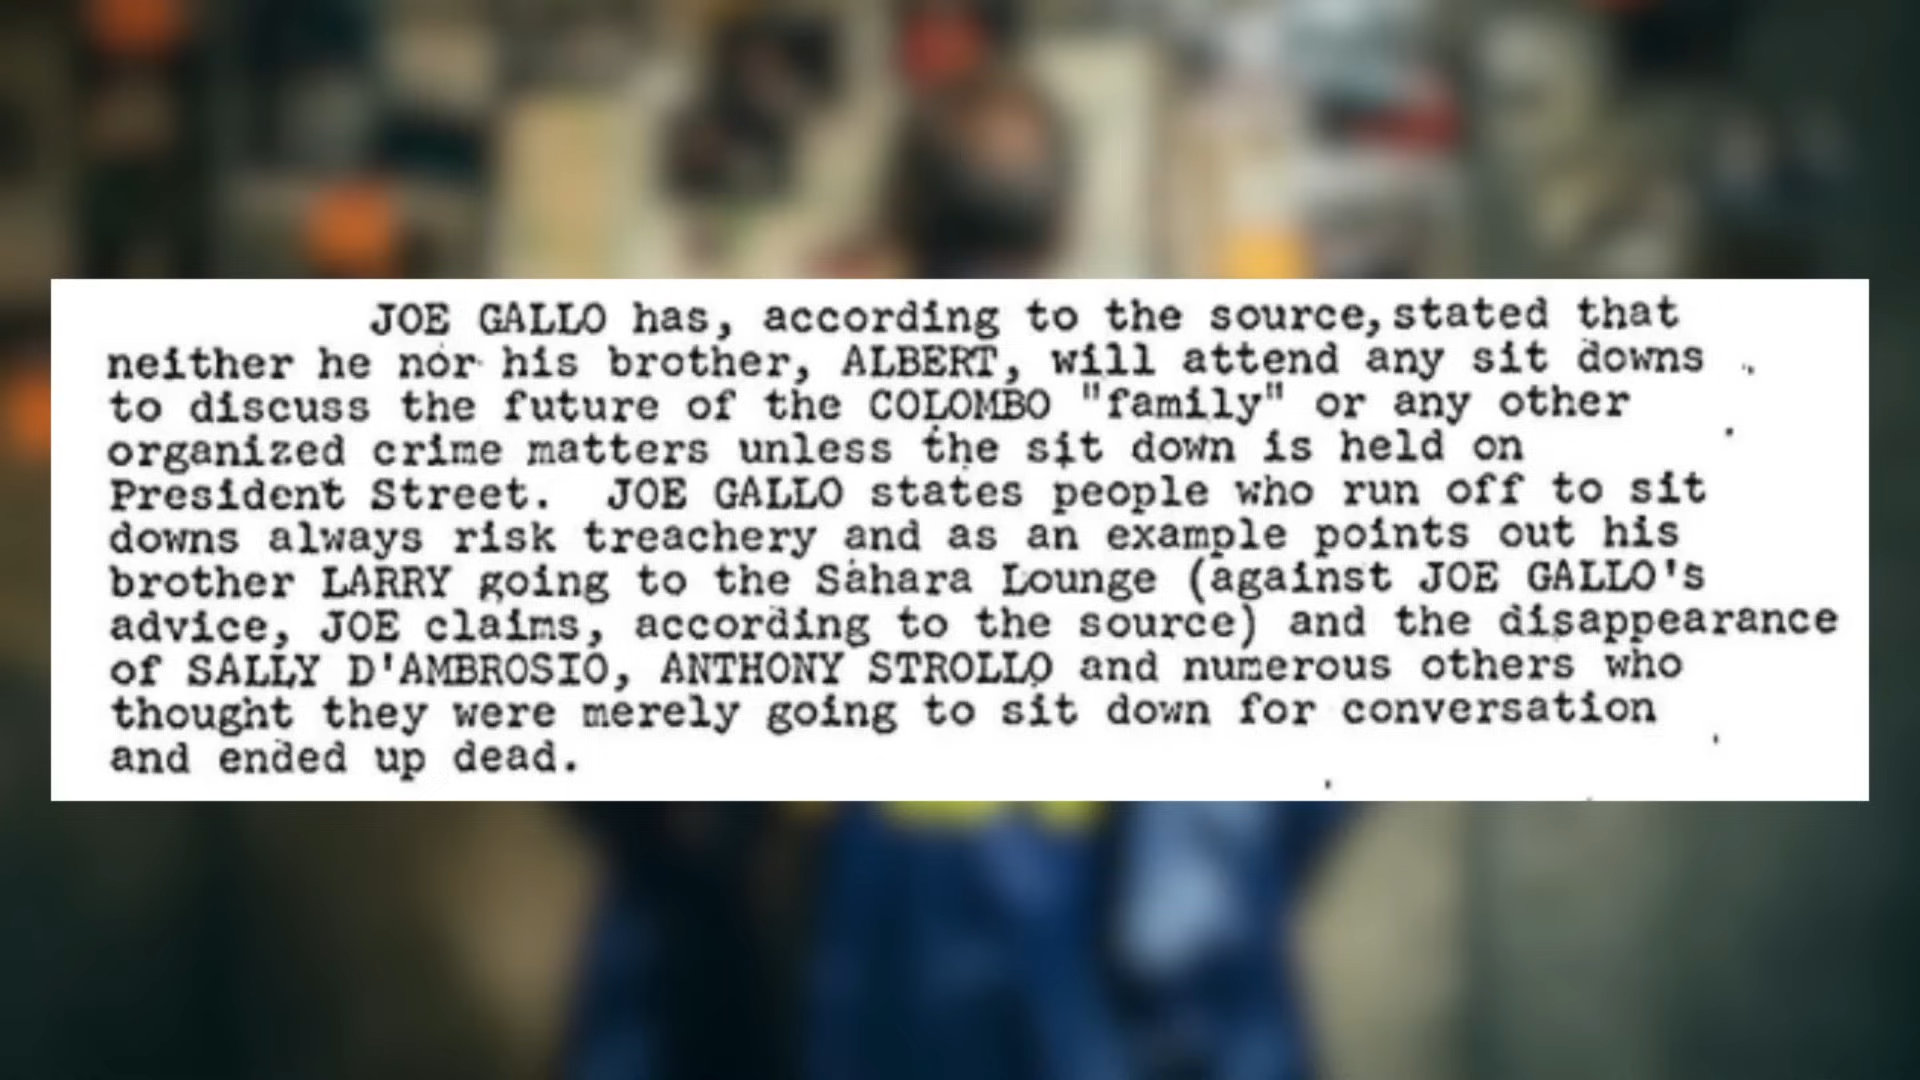 JOE GALLO has, according to the source, stated that
neither he nor his brother, ALBERT, will attend any sit downs
to discuss the future of the COLOMBO "family" or any other
organized crime matters unless the sit down is held on
President Street. JOE GALLO states people who run off to sit
downs always risk treachery and as an example points out his
brother LARRY going to the Sahara Lounge (against JOE GALLO's
advice, JOE claims, according to the source) and the disappearance
of SALLY D'AMBROSIO, ANTHONY STROLLO and numerous others who
thought they were merely going to sit down for conversation
and ended up dead.